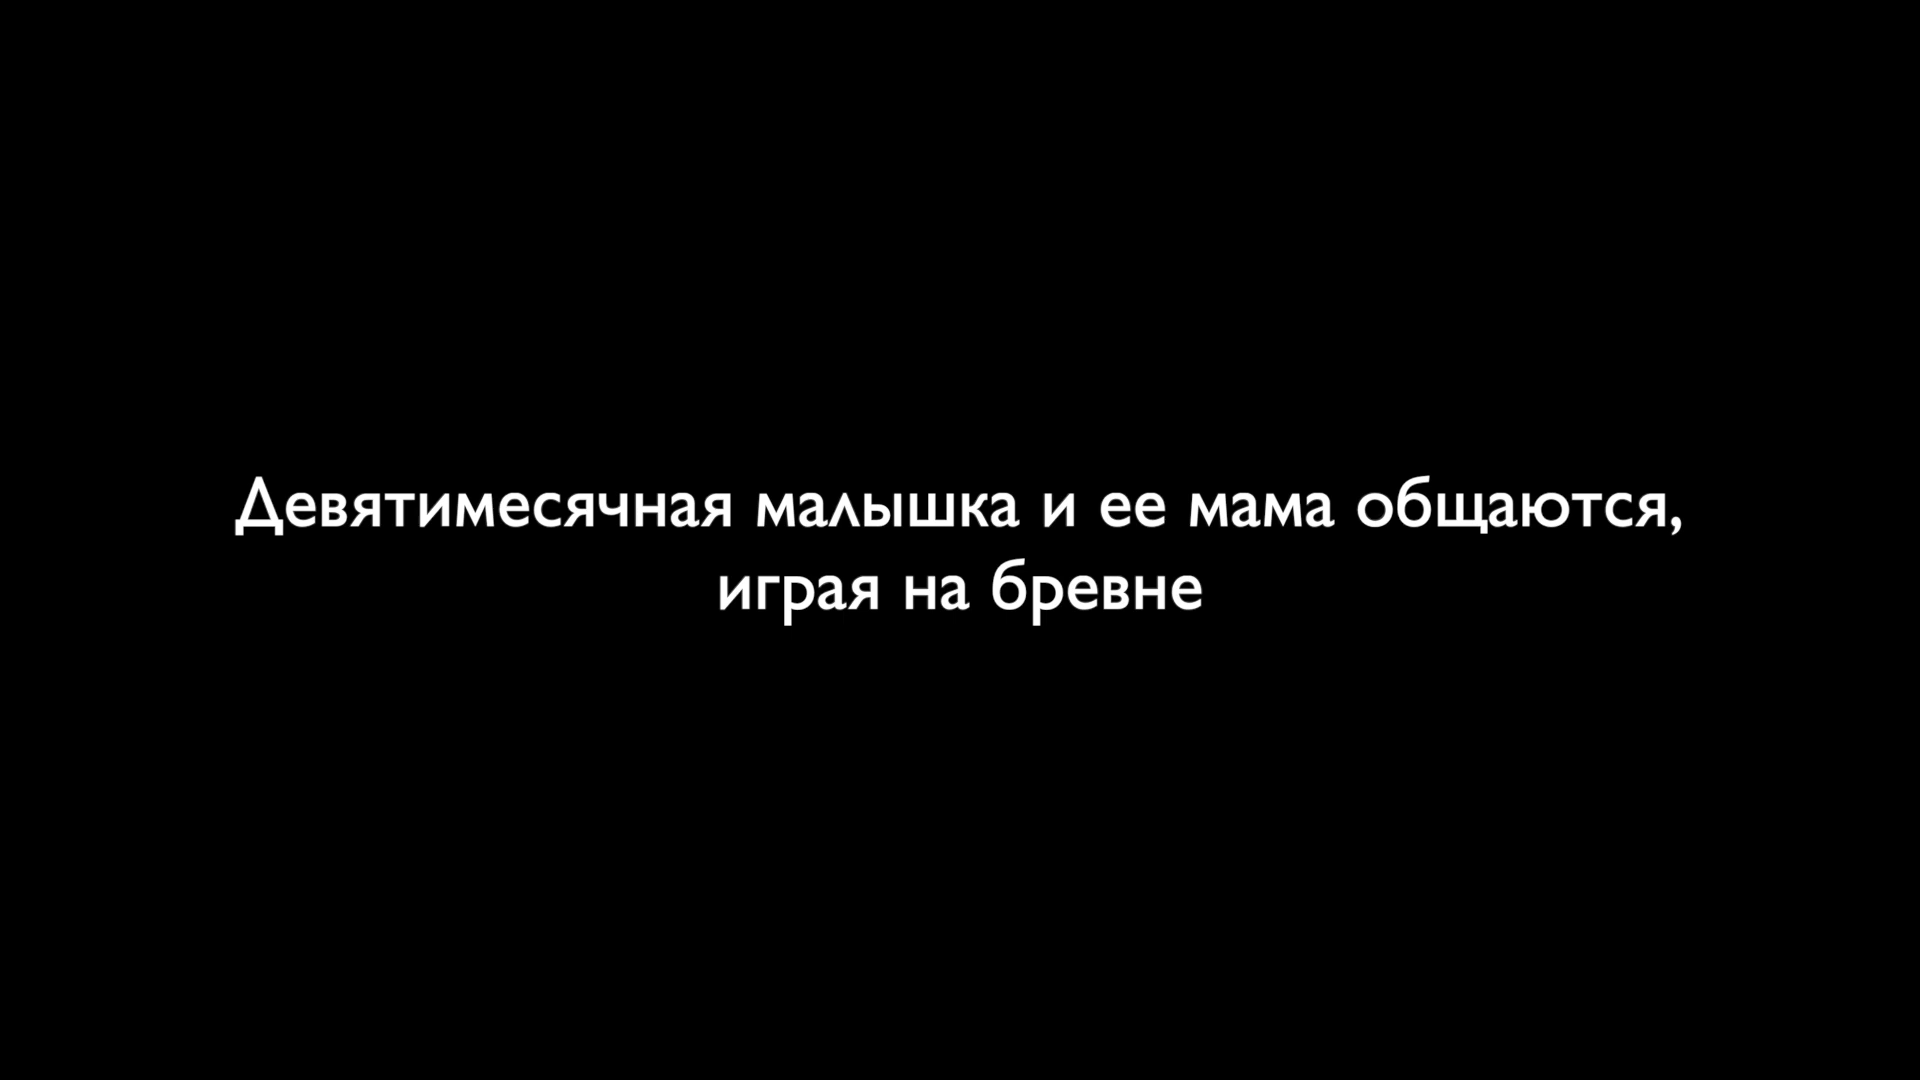 Девятимесячная малышка и ее мама общаются,
играя на бревне